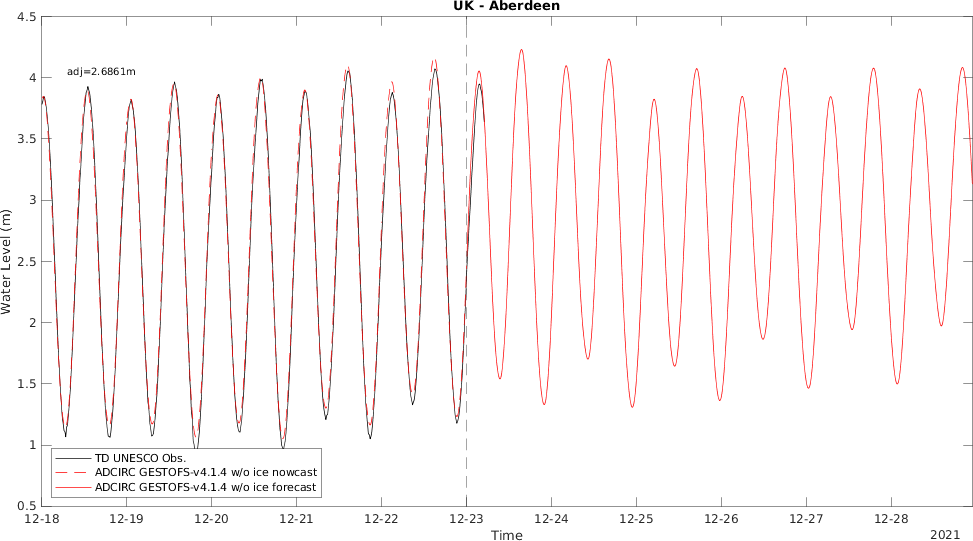 UK - Aberdeen
4.5
4
3.5
3
2.5
2
1.5
1
0.5
Water Level (m)
adj=2.6861m
TD UNESCO Obs.
ADCIRC GESTOFS-v4.1.4 w/o ice nowcast
ADCIRC GESTOFS-v4.1.4 w/o ice forecast
12-18 12-19 12-20 12-21 12-22 12-23 12-24 12-25 12-26 12-27 12-28
Time
2021